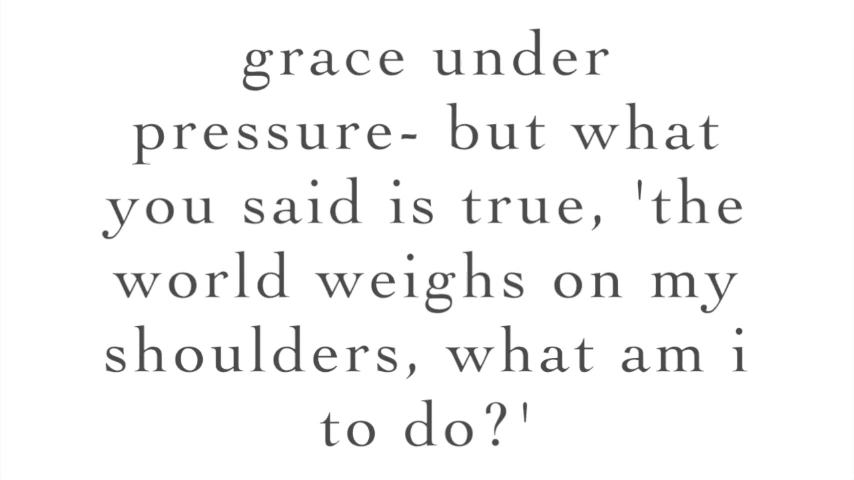 grace under
pressure- but what
you said is true, 'the
world weighs on my
shoulders, what am i
to do?'